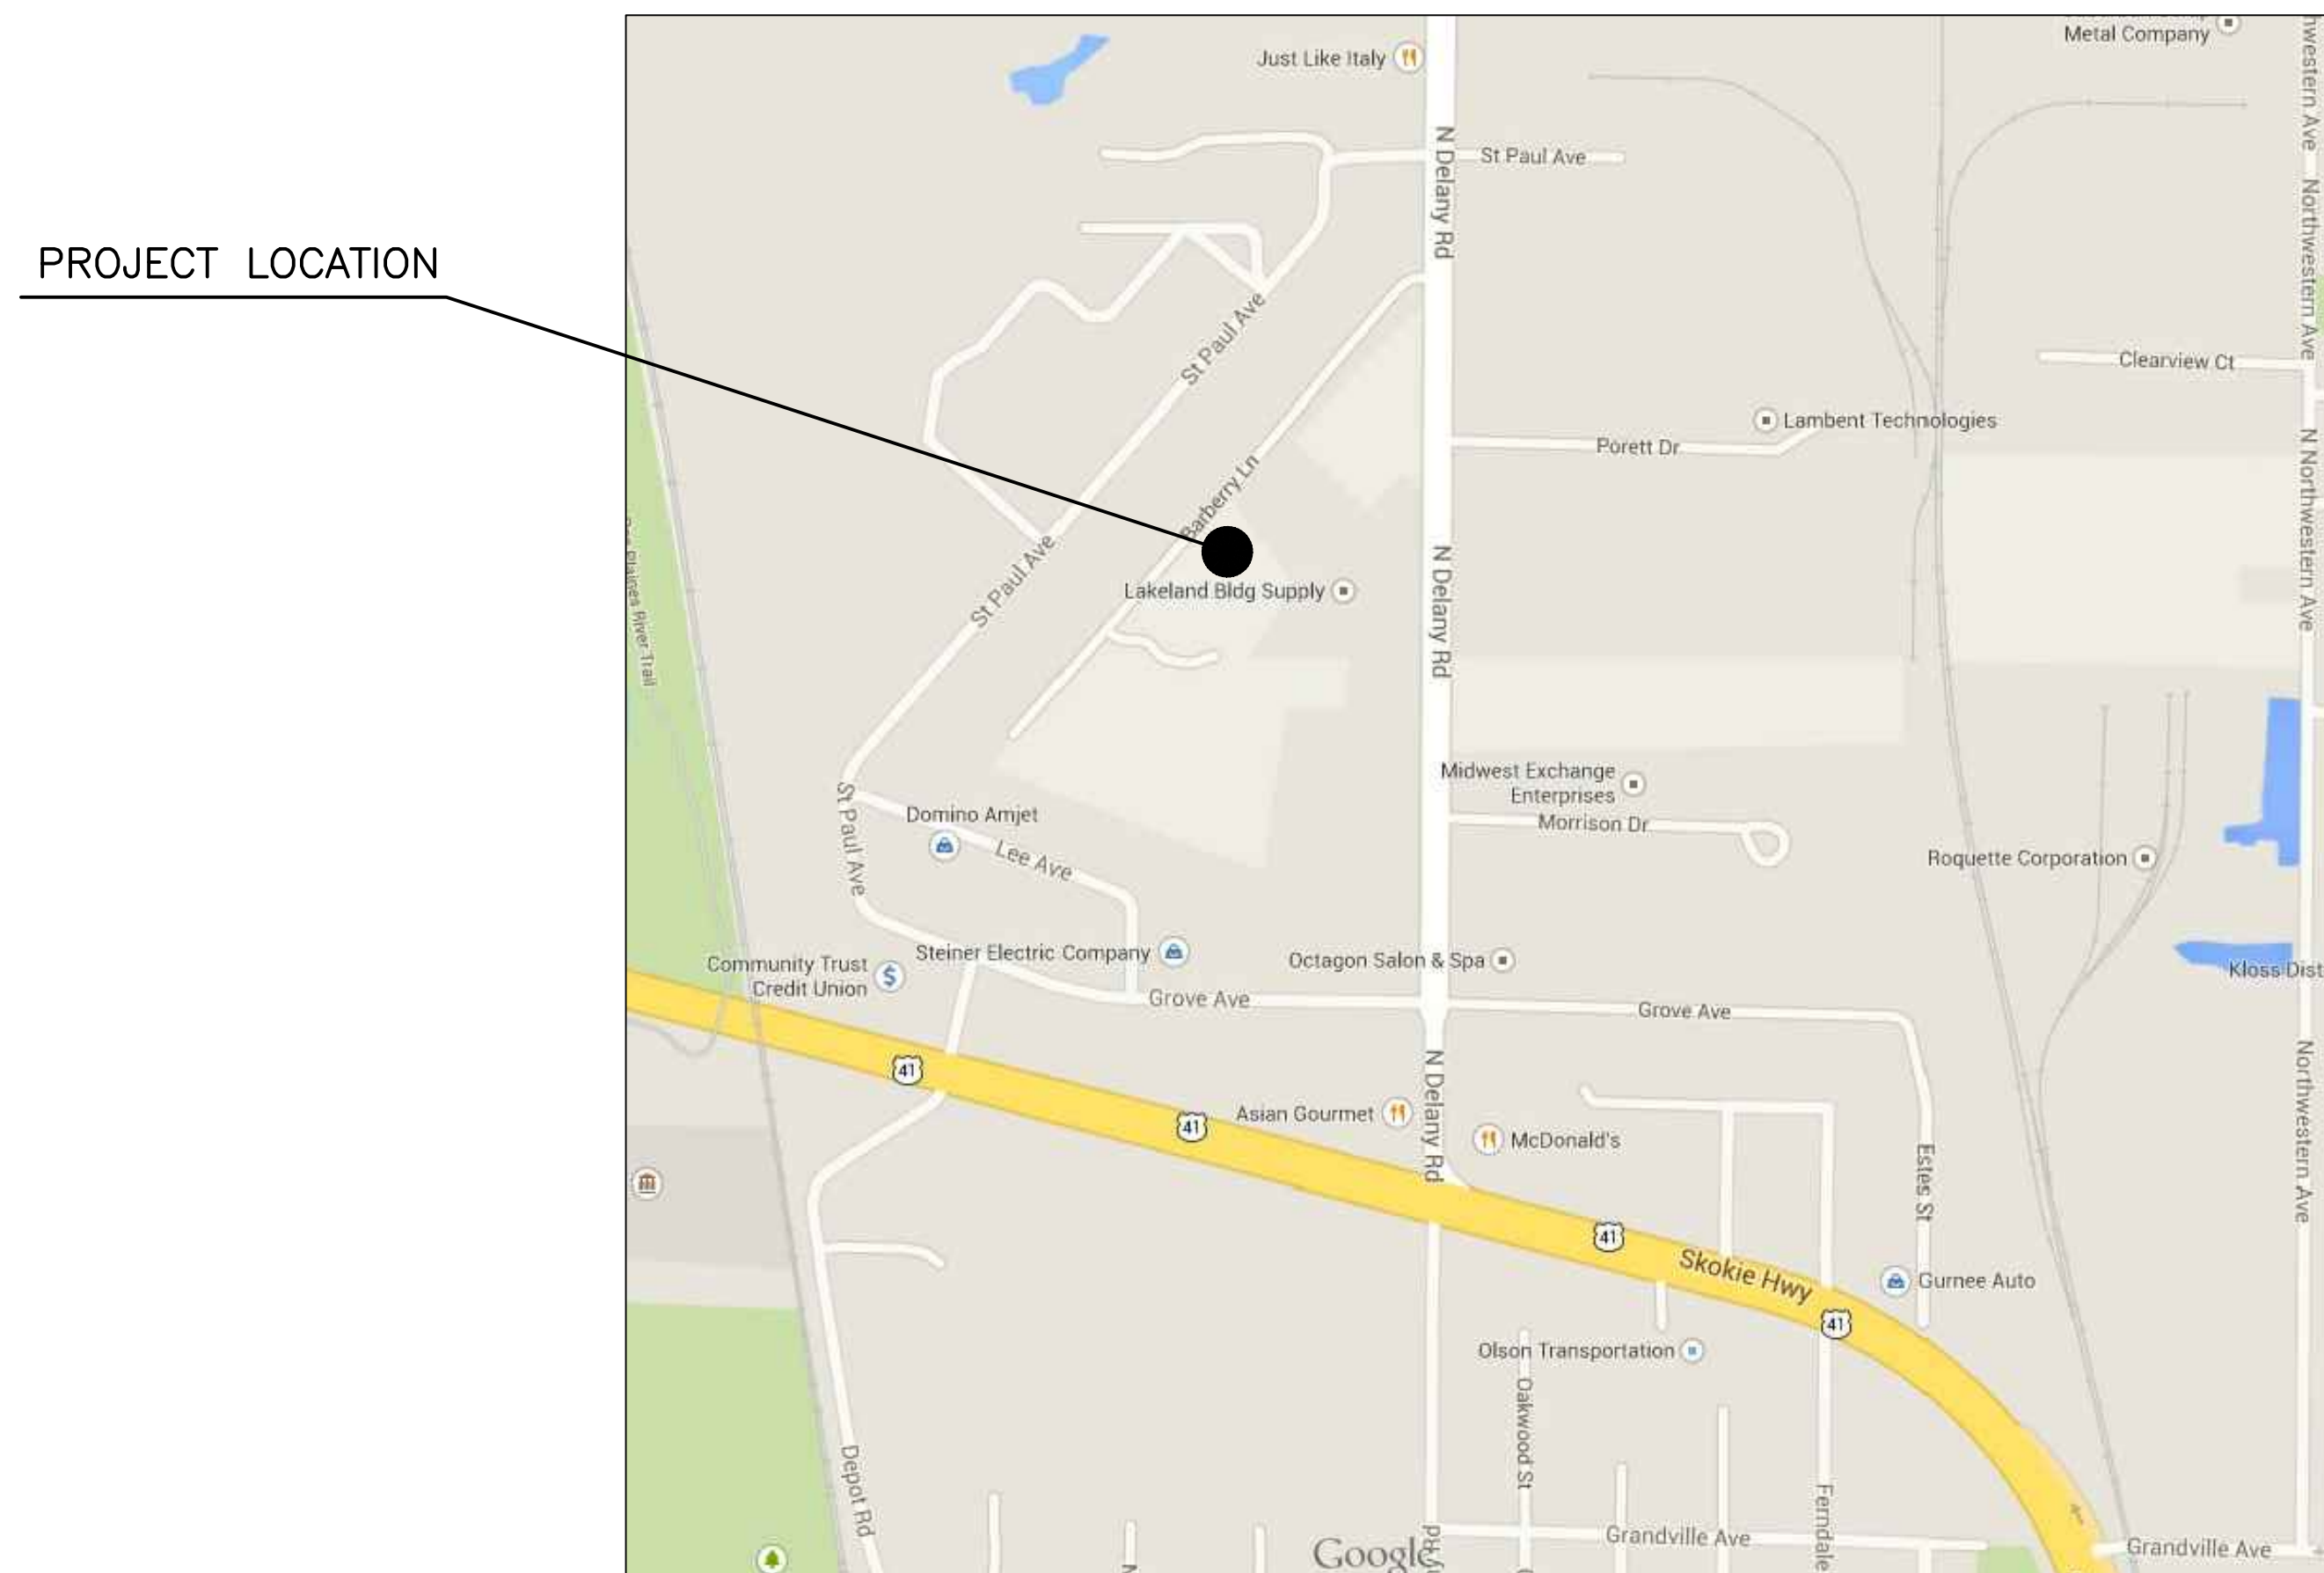 Metal Company
Just Like Italy
N Delany Rd
St Paul Ave
Northwestern Ave
PROJECT LOCATION
St Paul Ave
Clearview Ct
Lambent Technologies
Porett Dr
Barberry Ln
N Northwestern Ave
St Paul Ave
N Delany Rd
Lakeland Bldg Supply
Plaines River Trail
Midwest Exchange
Enterprises
Morrison Dr
Domino Amjet
St Paul Ave
Lee Ave
Roquette Corporation
Steiner Electric Company
Octagon Salon & Spa
Community Trust
Credit Union
Kloss Dist
Grove Ave
Grove Ave
41
N Delany Rd
Northwestern Ave
Asian Gourmet
41
McDonald's
Estes St
41
Skokie Hwy
Gurnee Auto
41
Olson Transportation
Oakwood St
Depot Rd
Ferndale
Grandville Ave
Grandville Ave
Google
Rd